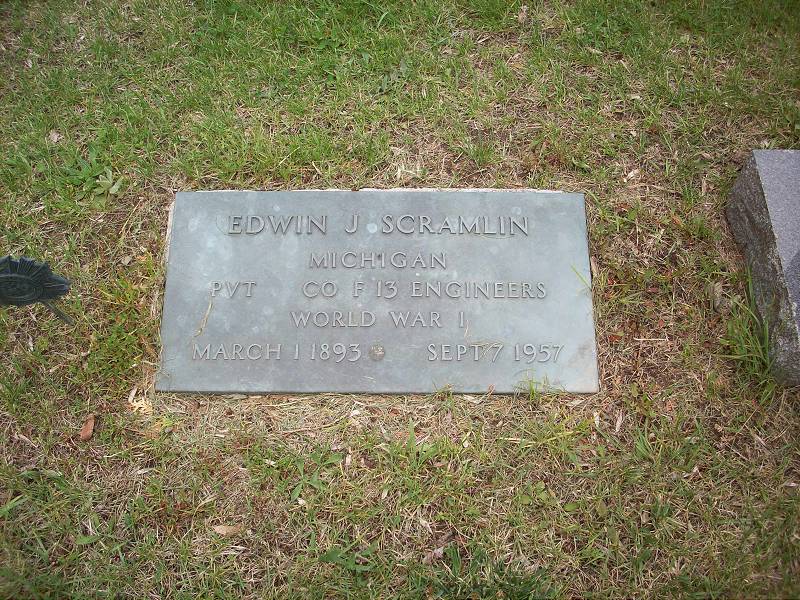 EDWIN J SCRAMLIN
MICHIGAN
PVT CO F 13 ENGINEERS
WORLD WAR I
MARCH 1 1893 SEPT 7 1957